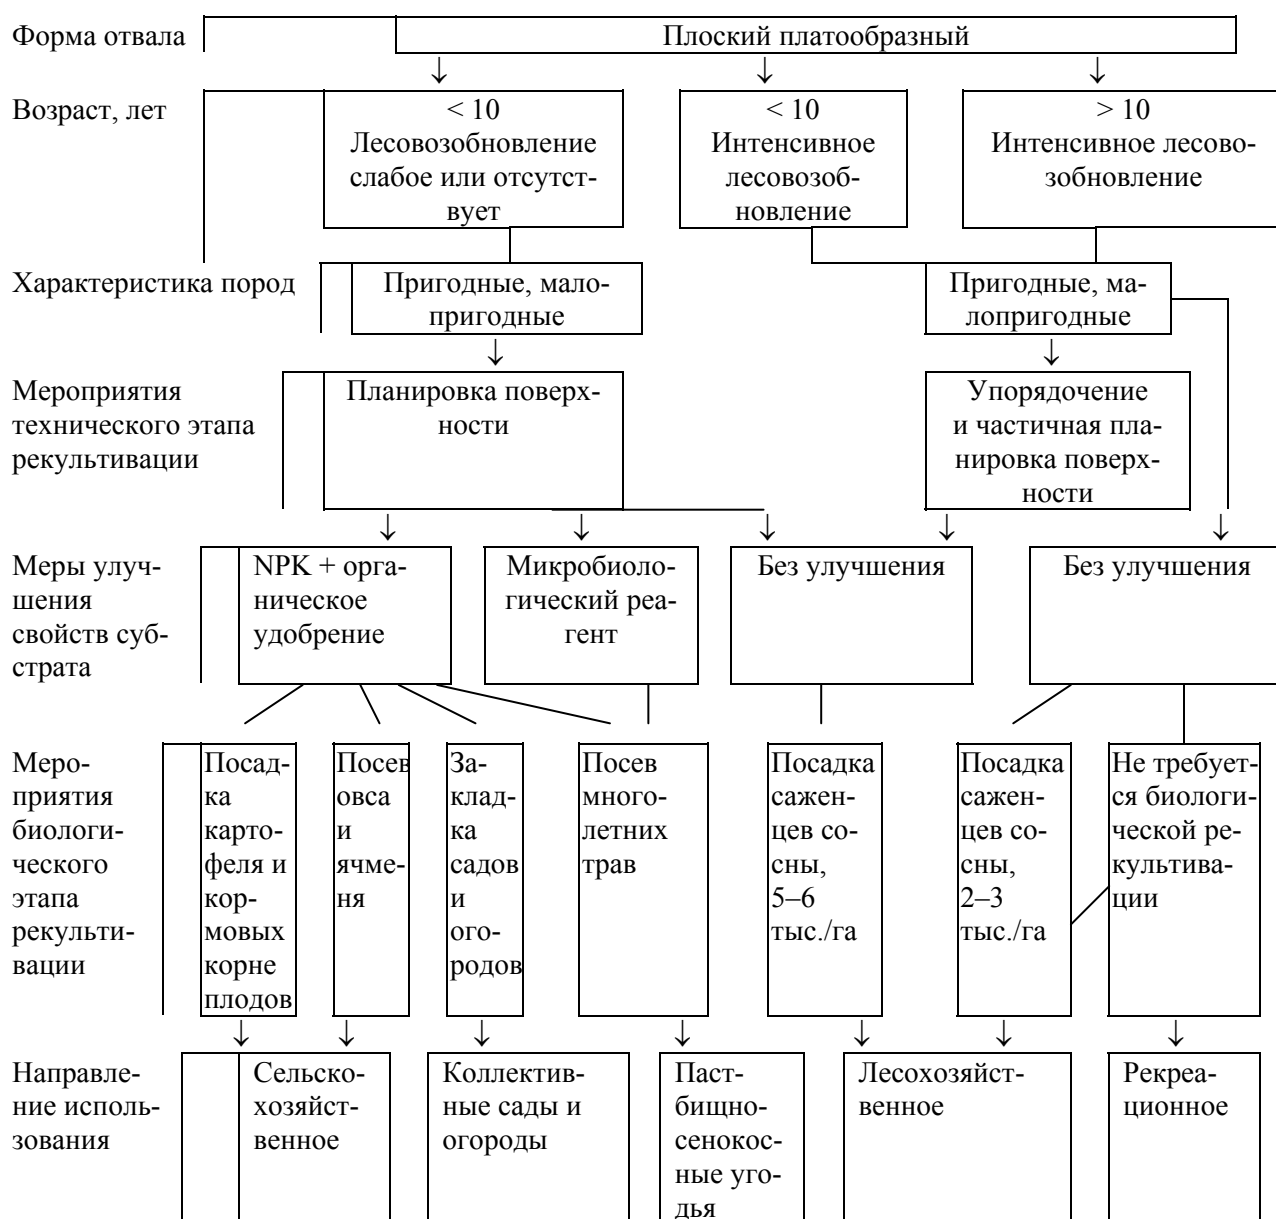 Форма отвала
Плоский платообразный
↓ ↓ ↓
Возраст, лет
< 10
Лесовозобновление
слабое или отсутст-
вует
< 10
Интенсивное
лесовозоб-
новление
> 10
Интенсивное лесово-
зобновление
Характеристика пород
Пригодные, мало-
пригодные
Пригодные, ма-
лопригодные
↓ ↓
Мероприятия
технического этапа
рекультивации
Планировка поверх-
ности
Упорядочение
и частичная пла-
нировка поверх-
ности
↓ ↓ ↓ ↓ ↓
Меры улуч-
шения
свойств суб-
страта
NPK + орга-
ническое
удобрение
Микробиоло-
гический реа-
гент
Без улучшения
Без улучшения
Меро-
приятия
биологи-
ческого
этапа
рекульти-
вации
Посад-
ка
карто-
феля и
кор-
мовых
корне
плодов
Посев
овса
и
ячме-
ня
За-
клад-
ка
садов
и
ого-
родов
Посев
много-
летних
трав
Посадка
сажен-
цев со-
сны,
5–6
тыс./га
Посадка
сажен-
цев со-
сны,
2–3
тыс./га
Не требует-
ся биологи-
ческой ре-
культива-
ции
↓ ↓ ↓ ↓ ↓ ↓ ↓
Направле-
ние исполь-
зования
Сельско-
хозяйст-
венное
Коллектив-
ные сады и
огороды
Паст-
бищно-
сенокос-
ные уго-
дья
Лесохозяйст-
венное
Рекреа-
ционное